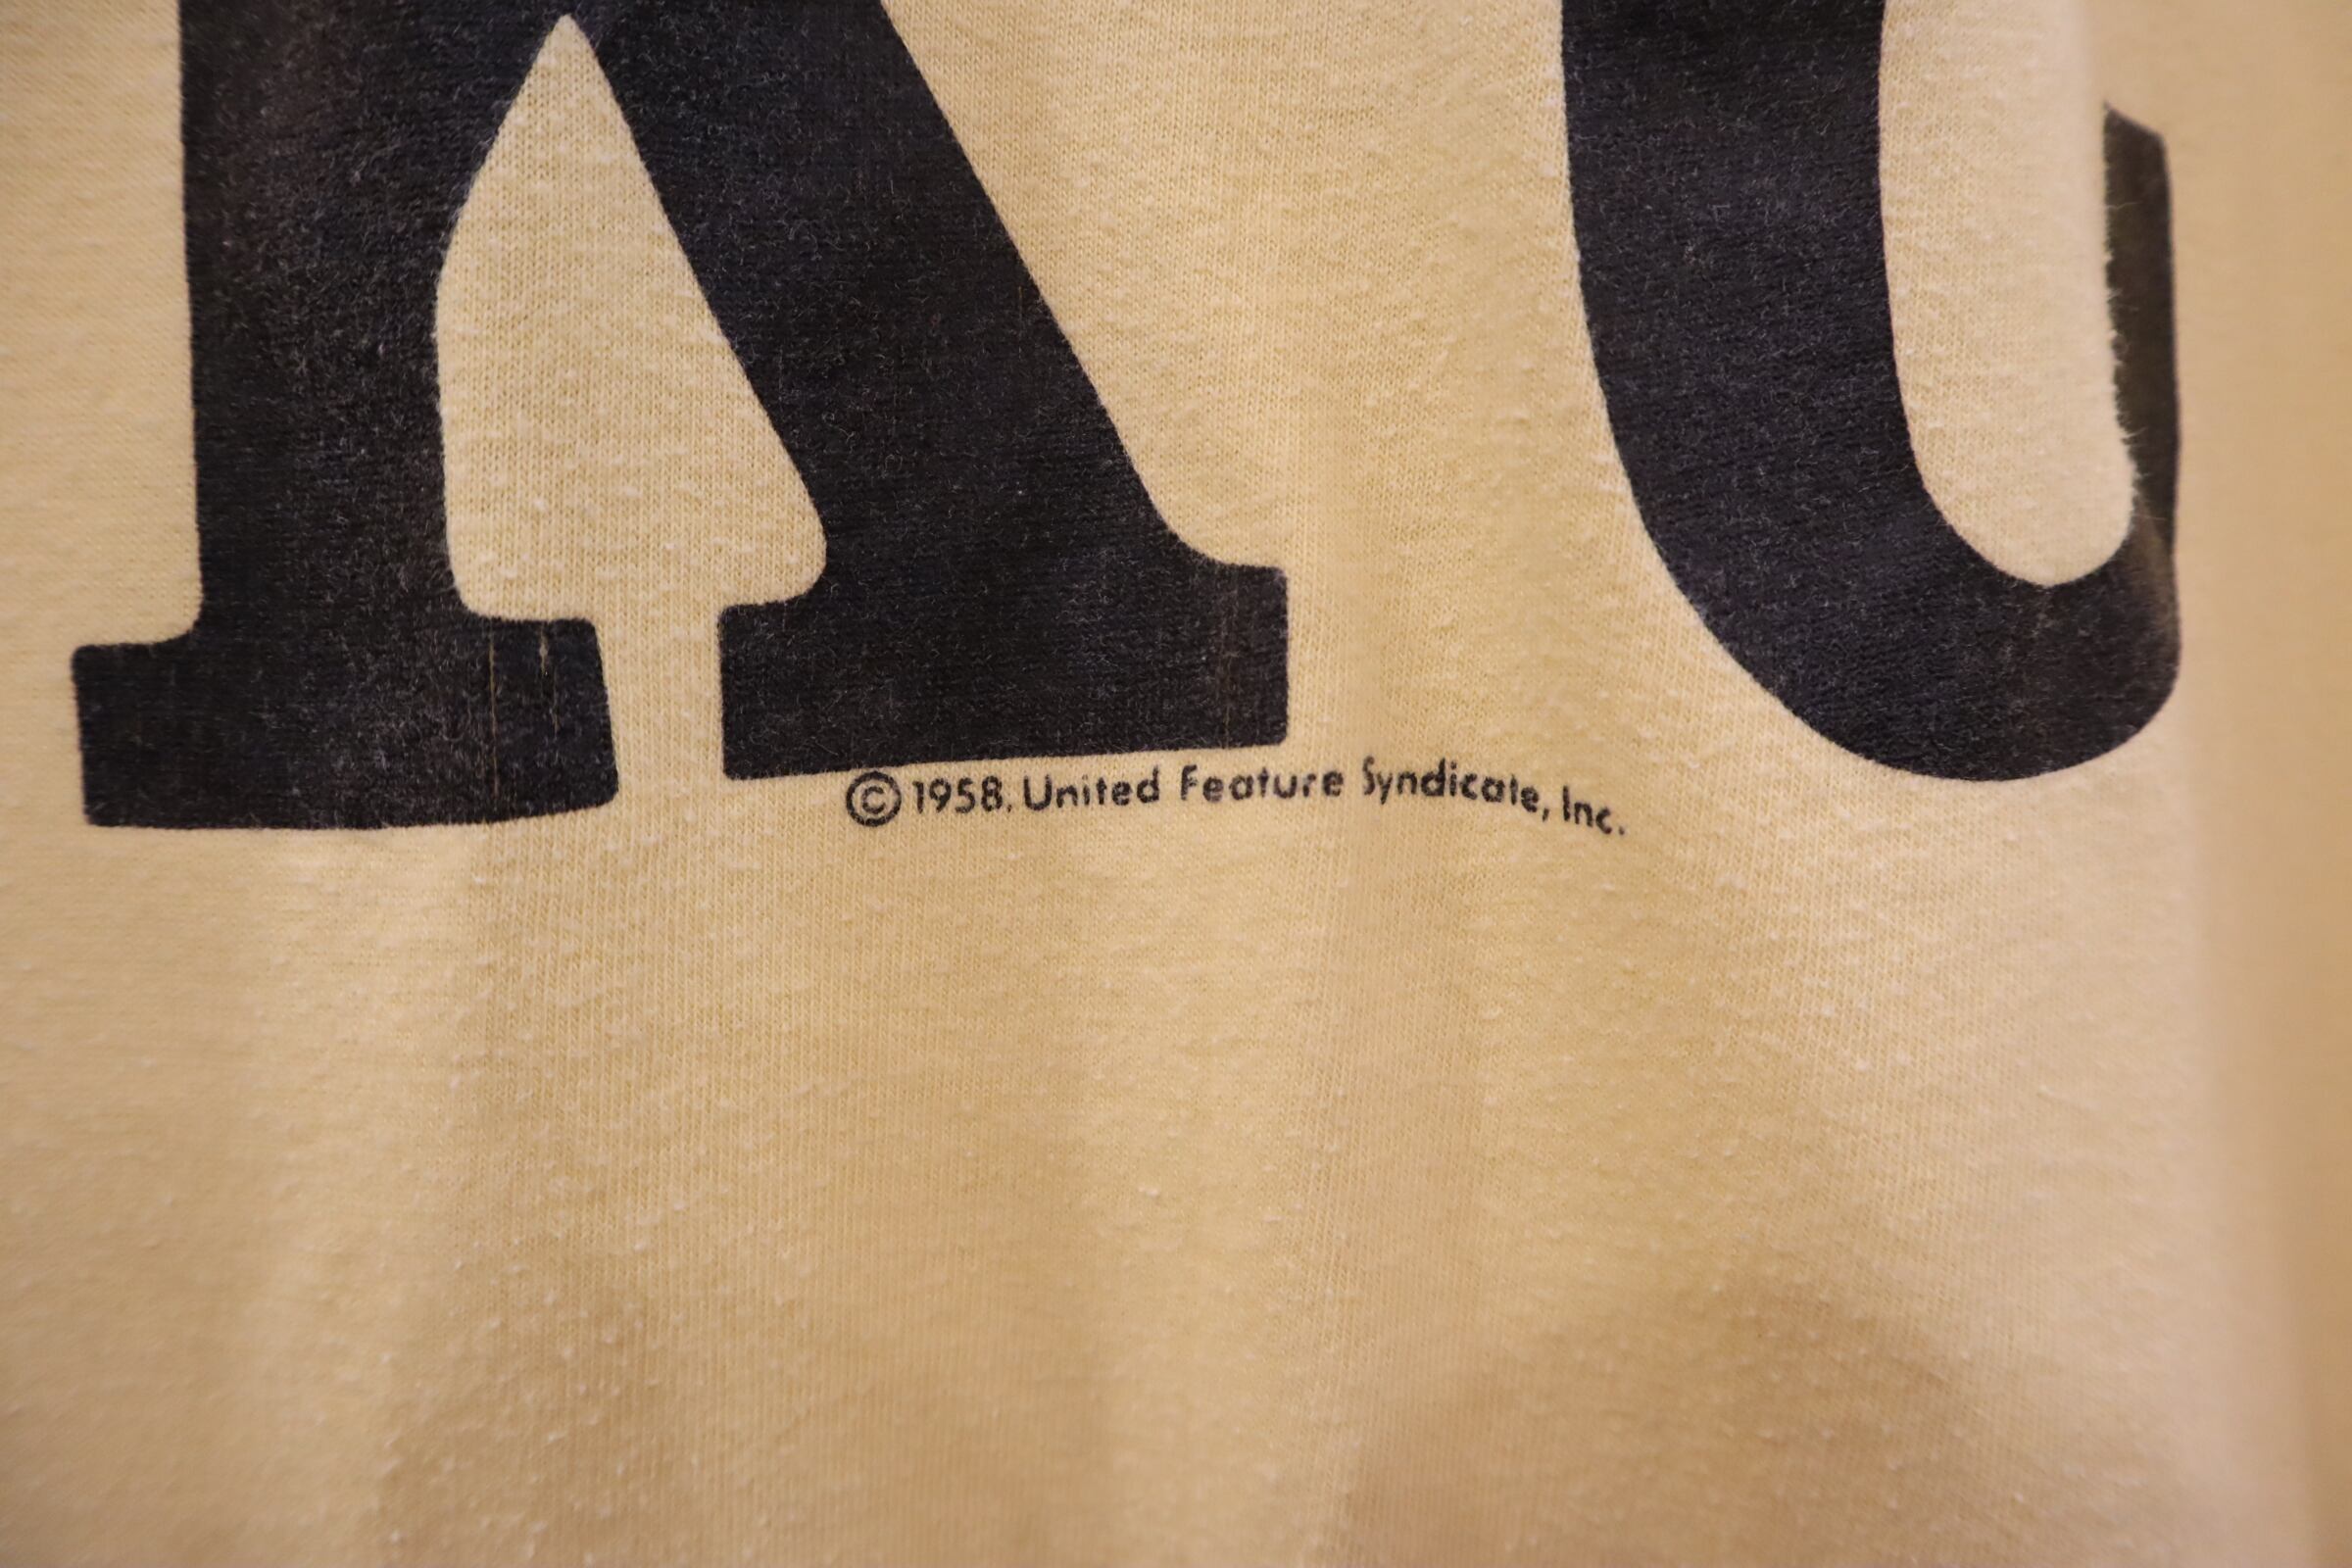 © 1958, United Feature Syndicate, Inc.